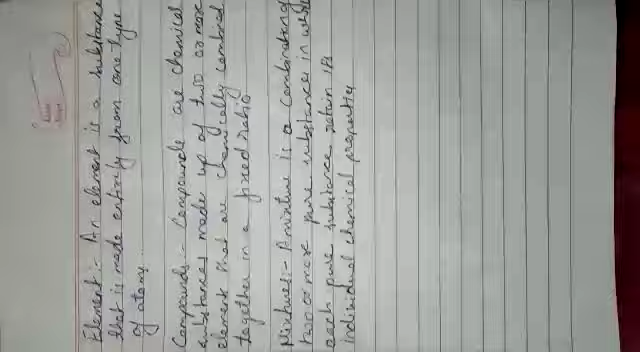 Element:- An element is a substance
that is made entirely from one type
of atom.
Compounds:- Compounds are chemical
substances made up of two or more
element that are chemically combined
together in a fixed ratio
Mixtures:- A mixture is a combination of
two or more pure substances in which
each pure substance retain its
individual chemical property